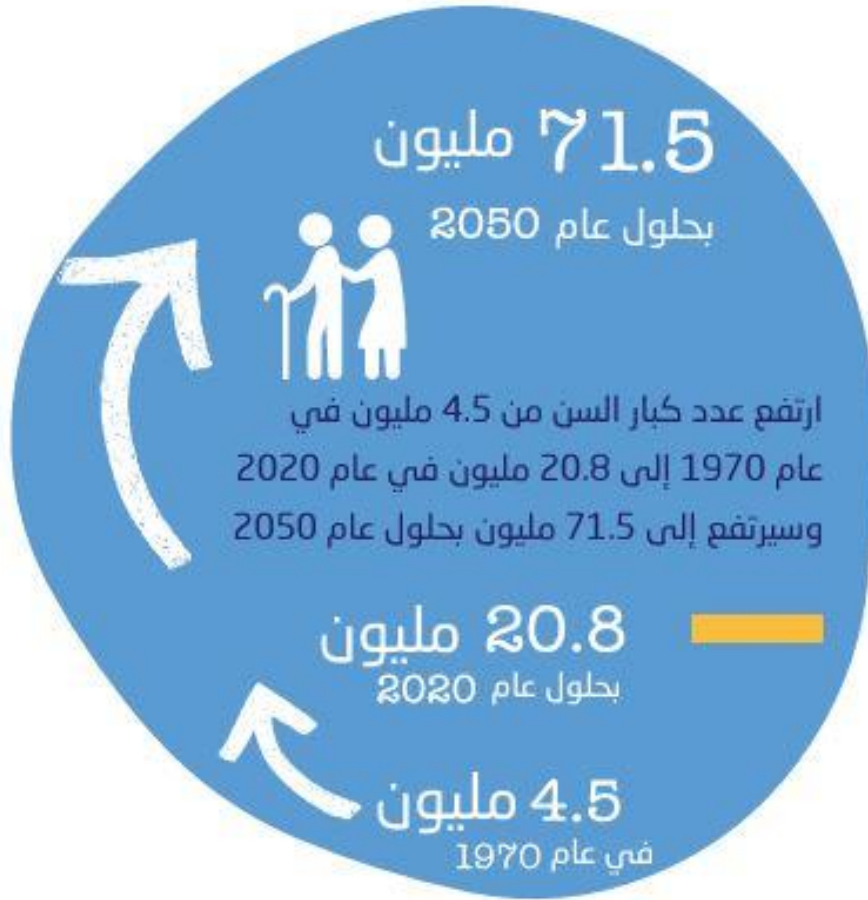 71.5 مليون
بحلول عام 2050
ارتفع عدد كبار السن من 4.5 مليون في
عام 1970 إلى 20.8 مليون في عام 2020
وسيرتفع إلى 71.5 مليون بحلول عام 2050
20.8 مليون
بحلول عام 2020
4.5 مليون
في عام 1970